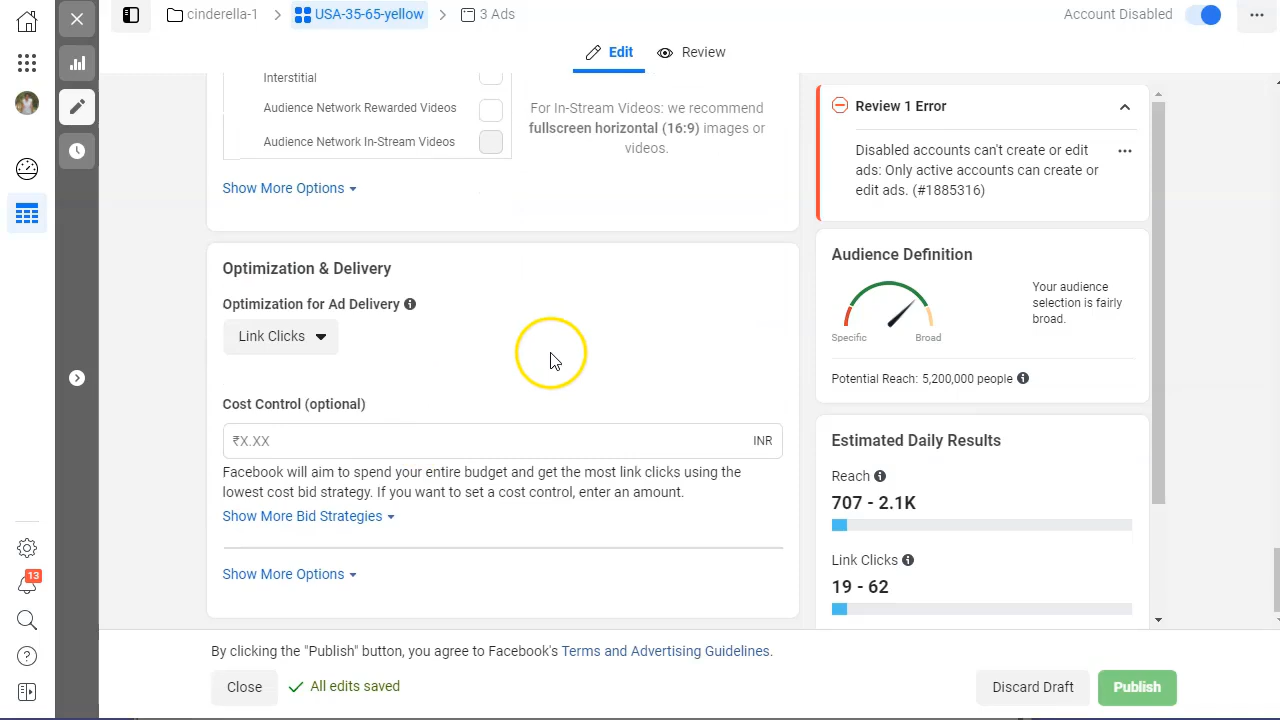 cinderella-1
USA-35-65-yellow
3 Ads
Account Disabled
Edit
Review
Interstitial
Audience Network Rewarded Videos
Audience Network In-Stream Videos
For In-Stream Videos: we recommend
fullscreen horizontal (16:9) images or
videos.
Show More Options
Optimization & Delivery
Optimization for Ad Delivery
Link Clicks
Cost Control (optional)
₹X.XX
INR
Facebook will aim to spend your entire budget and get the most link clicks using the
lowest cost bid strategy. If you want to set a cost control, enter an amount.
Show More Bid Strategies
Show More Options
Review 1 Error
Disabled accounts can't create or edit
ads: Only active accounts can create or
edit ads. (#1885316)
Audience Definition
Your audience
selection is fairly
broad.
Specific
Broad
Potential Reach: 5,200,000 people
Estimated Daily Results
Reach
707 - 2.1K
Link Clicks
19 - 62
13
By clicking the "Publish" button, you agree to Facebook's Terms and Advertising Guidelines.
Close
All edits saved
Discard Draft
Publish